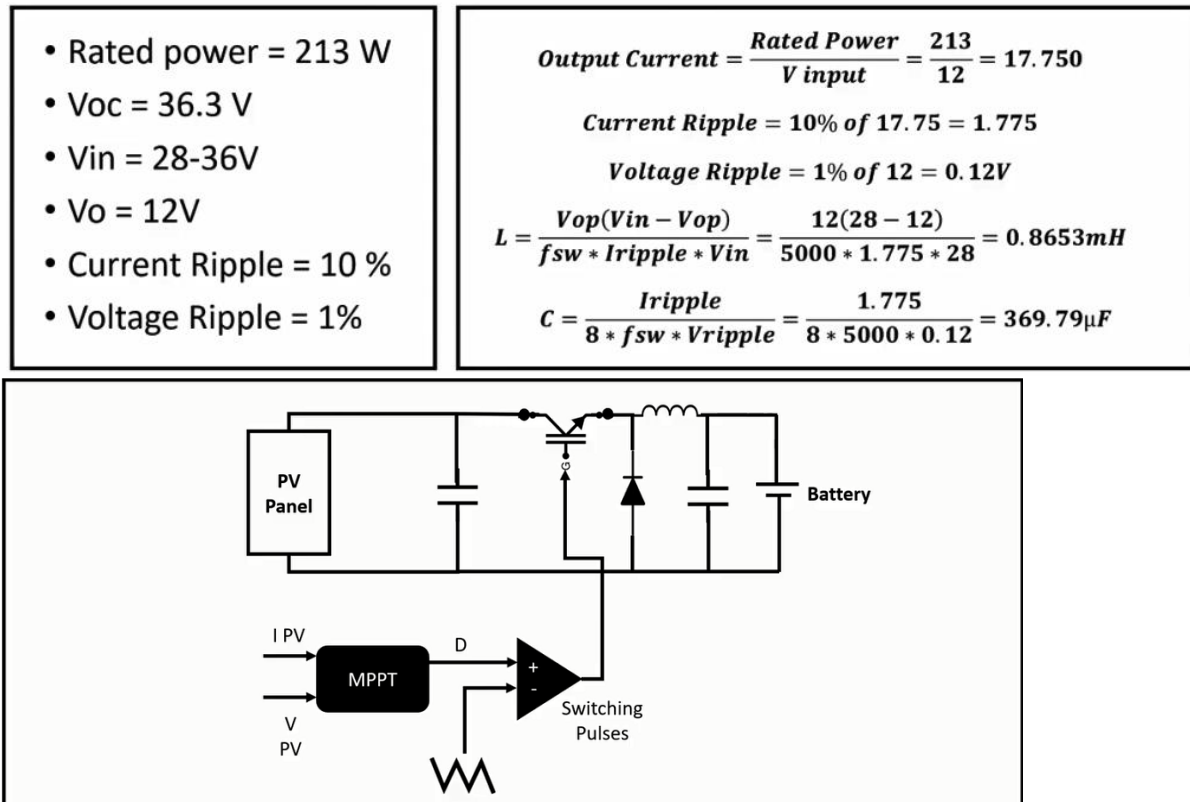 • Rated power = 213 W
• Voc = 36.3 V
• Vin = 28-36V
• Vo = 12V
• Current Ripple = 10 %
• Voltage Ripple = 1%
Output Current = Rated Power / V input = 213 / 12 = 17.750
Current Ripple = 10% of 17.75 = 1.775
Voltage Ripple = 1% of 12 = 0.12V
L = Vop(Vin − Vop) / fsw * Iripple * Vin = 12(28 − 12) / 5000 * 1.775 * 28 = 0.8653mH
C = Iripple / 8 * fsw * Vripple = 1.775 / 8 * 5000 * 0.12 = 369.79μF
PV
Panel
G
Battery
I PV
MPPT
V
PV
D
+
-
Switching
Pulses